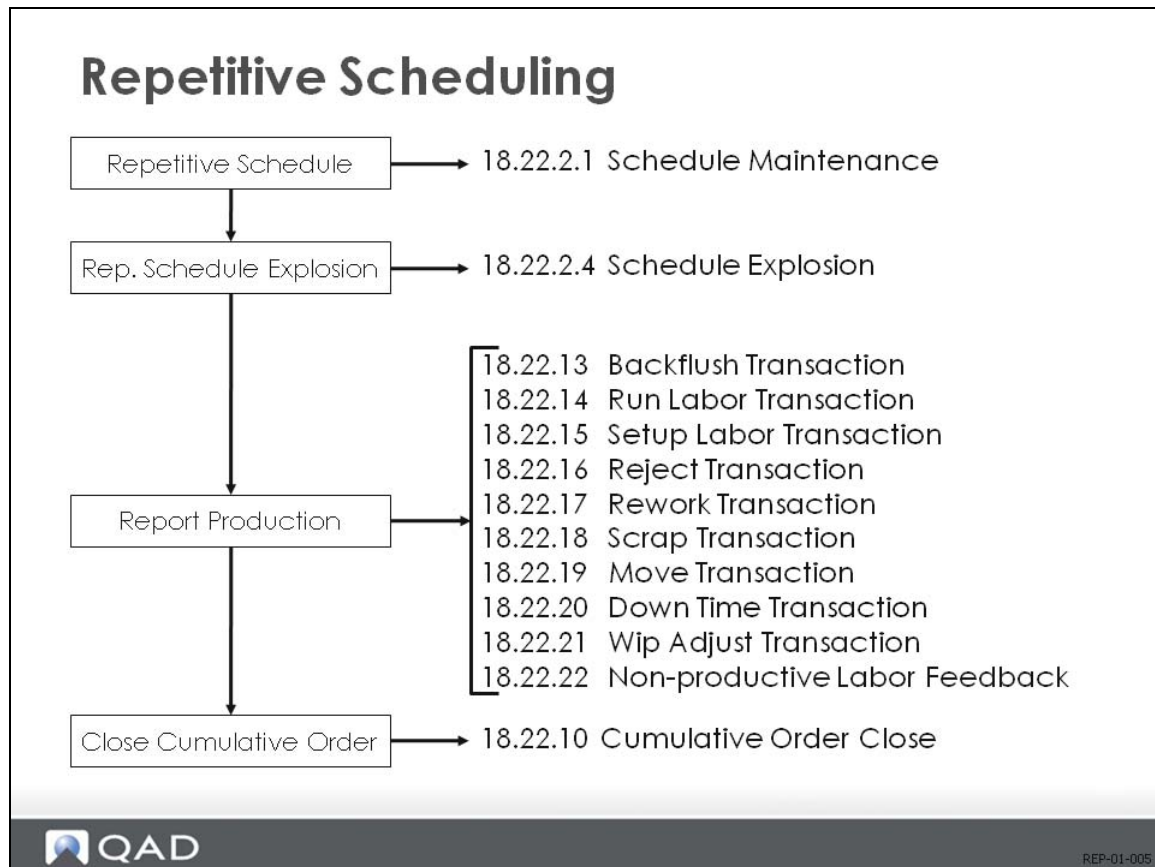 Repetitive Scheduling
Repetitive Schedule
18.22.2.1 Schedule Maintenance
Rep. Schedule Explosion
18.22.2.4 Schedule Explosion
Report Production
18.22.13 Backflush Transaction
18.22.14 Run Labor Transaction
18.22.15 Setup Labor Transaction
18.22.16 Reject Transaction
18.22.17 Rework Transaction
18.22.18 Scrap Transaction
18.22.19 Move Transaction
18.22.20 Down Time Transaction
18.22.21 Wip Adjust Transaction
18.22.22 Non-productive Labor Feedback
Close Cumulative Order
18.22.10 Cumulative Order Close
QAD
REP-01-005